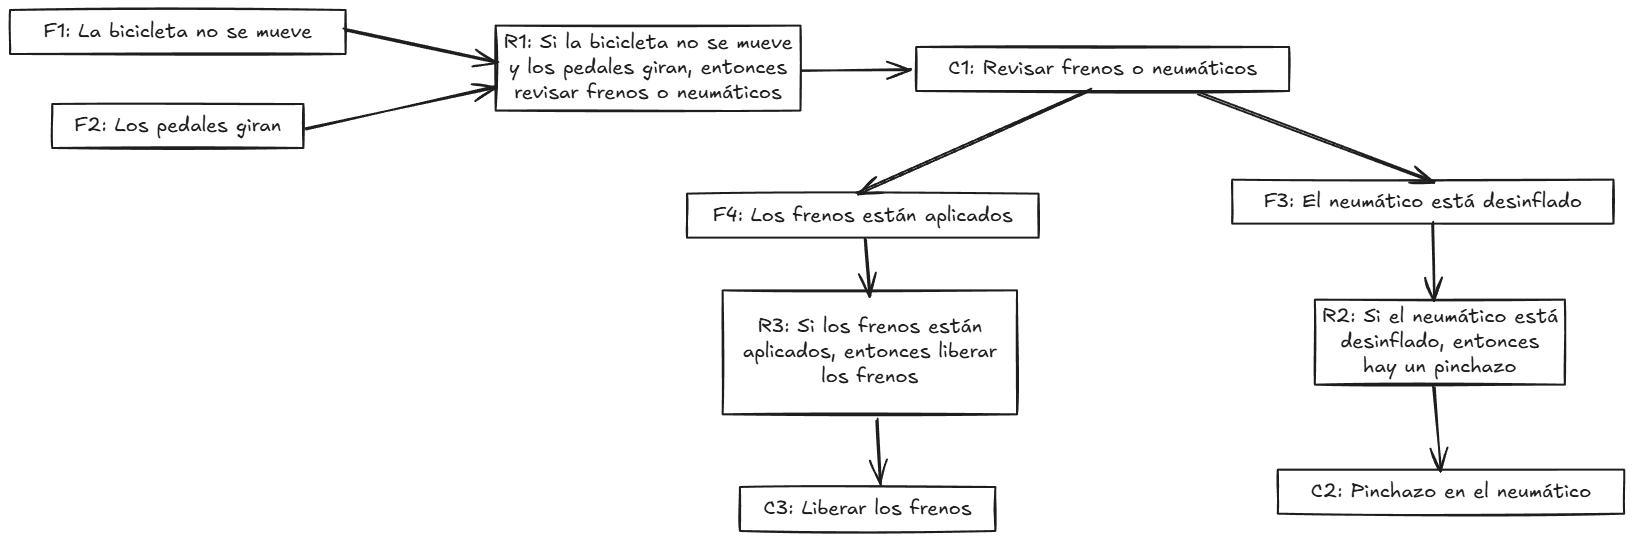 F1: La bicicleta no se mueve
R1: Si la bicicleta no se mueve
y los pedales giran, entonces
revisar frenos o neumáticos
C1: Revisar frenos o neumáticos
F2: Los pedales giran
F4: Los frenos están aplicados
F3: El neumático está desinflado
R3: Si los frenos están
aplicados, entonces liberar
los frenos
R2: Si el neumático está
desinflado, entonces
hay un pinchazo
C3: Liberar los frenos
C2: Pinchazo en el neumático